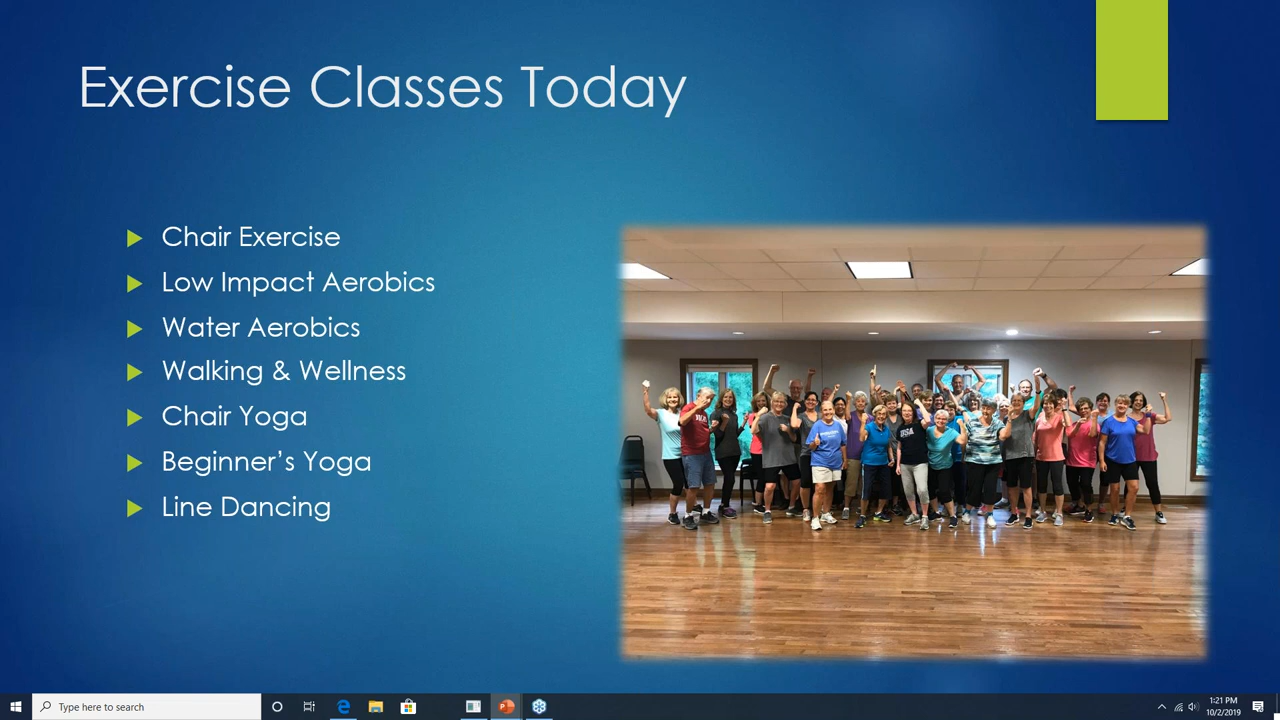 Exercise Classes Today
Chair Exercise
Low Impact Aerobics
Water Aerobics
Walking & Wellness
Chair Yoga
Beginner’s Yoga
Line Dancing
USA
Type here to search
1:21 PM
10/2/2019